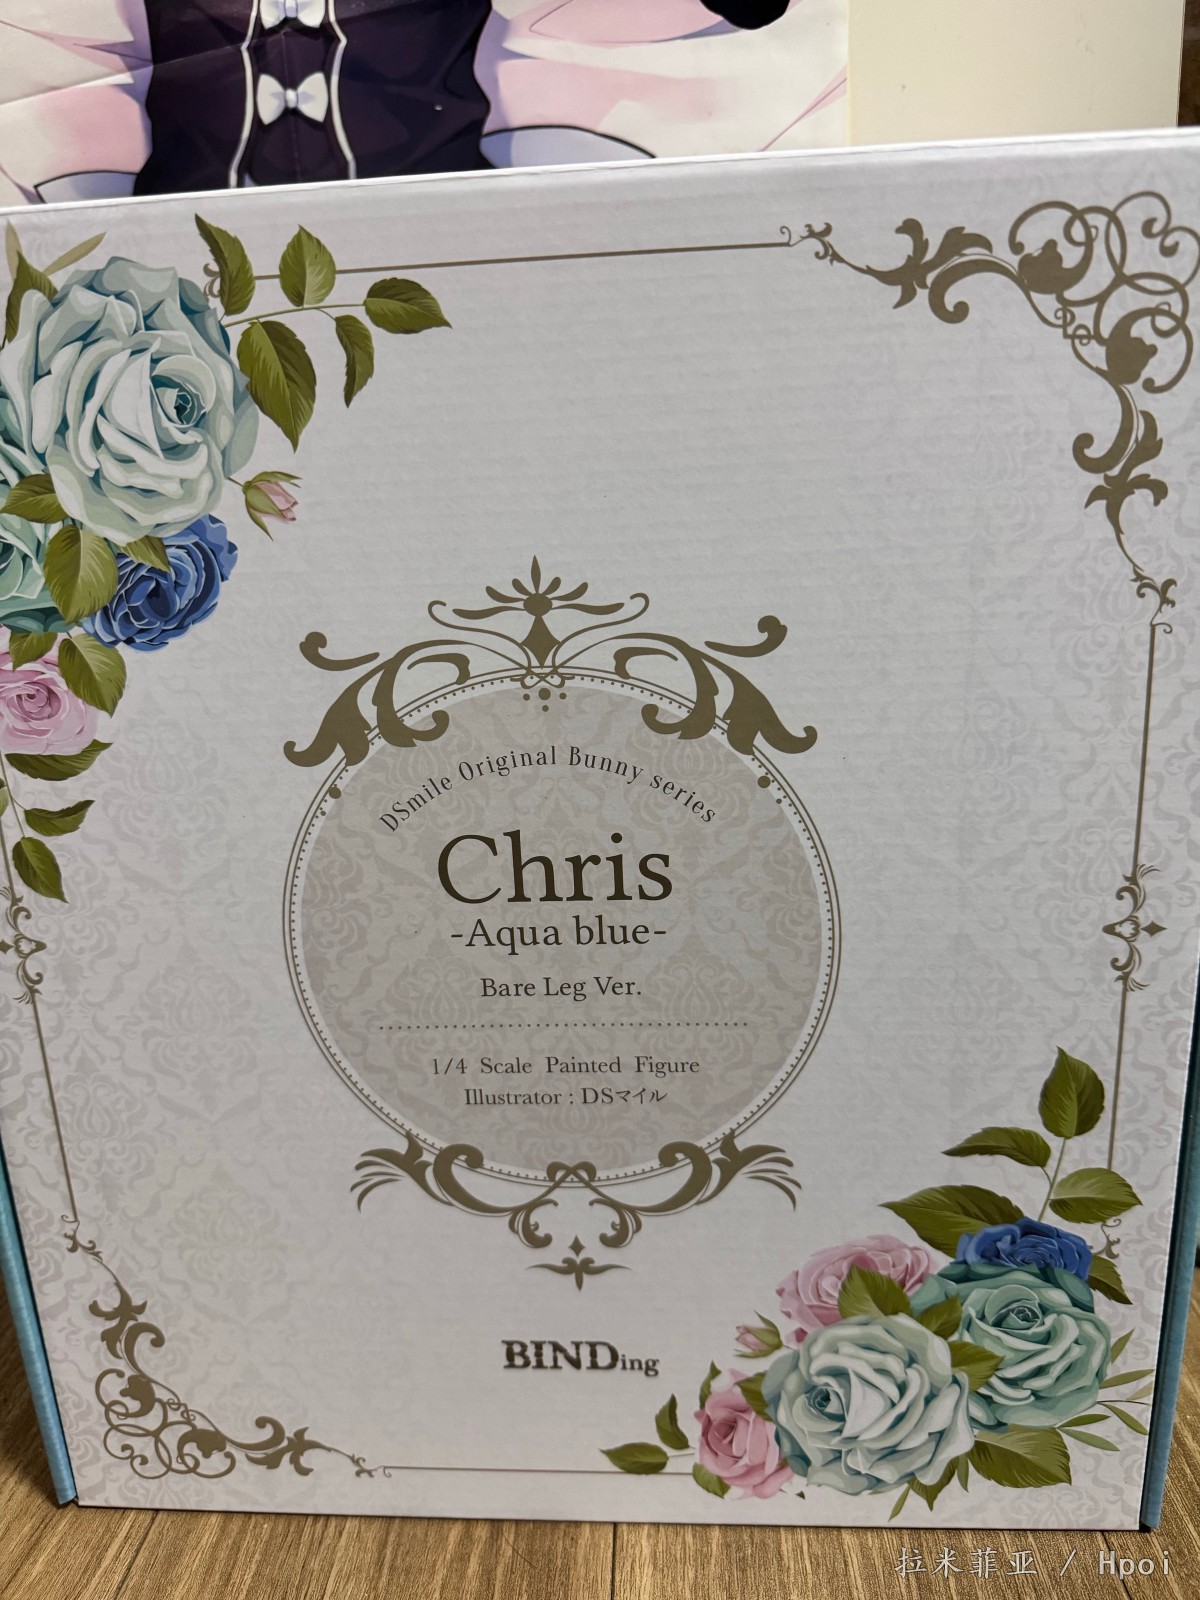 DSmile Original Bunny series
Chris
-Aqua blue-
Bare Leg Ver.
1/4 Scale Painted Figure
Illustrator : DSマイル
BINDing
拉米菲亚 / Hpoi